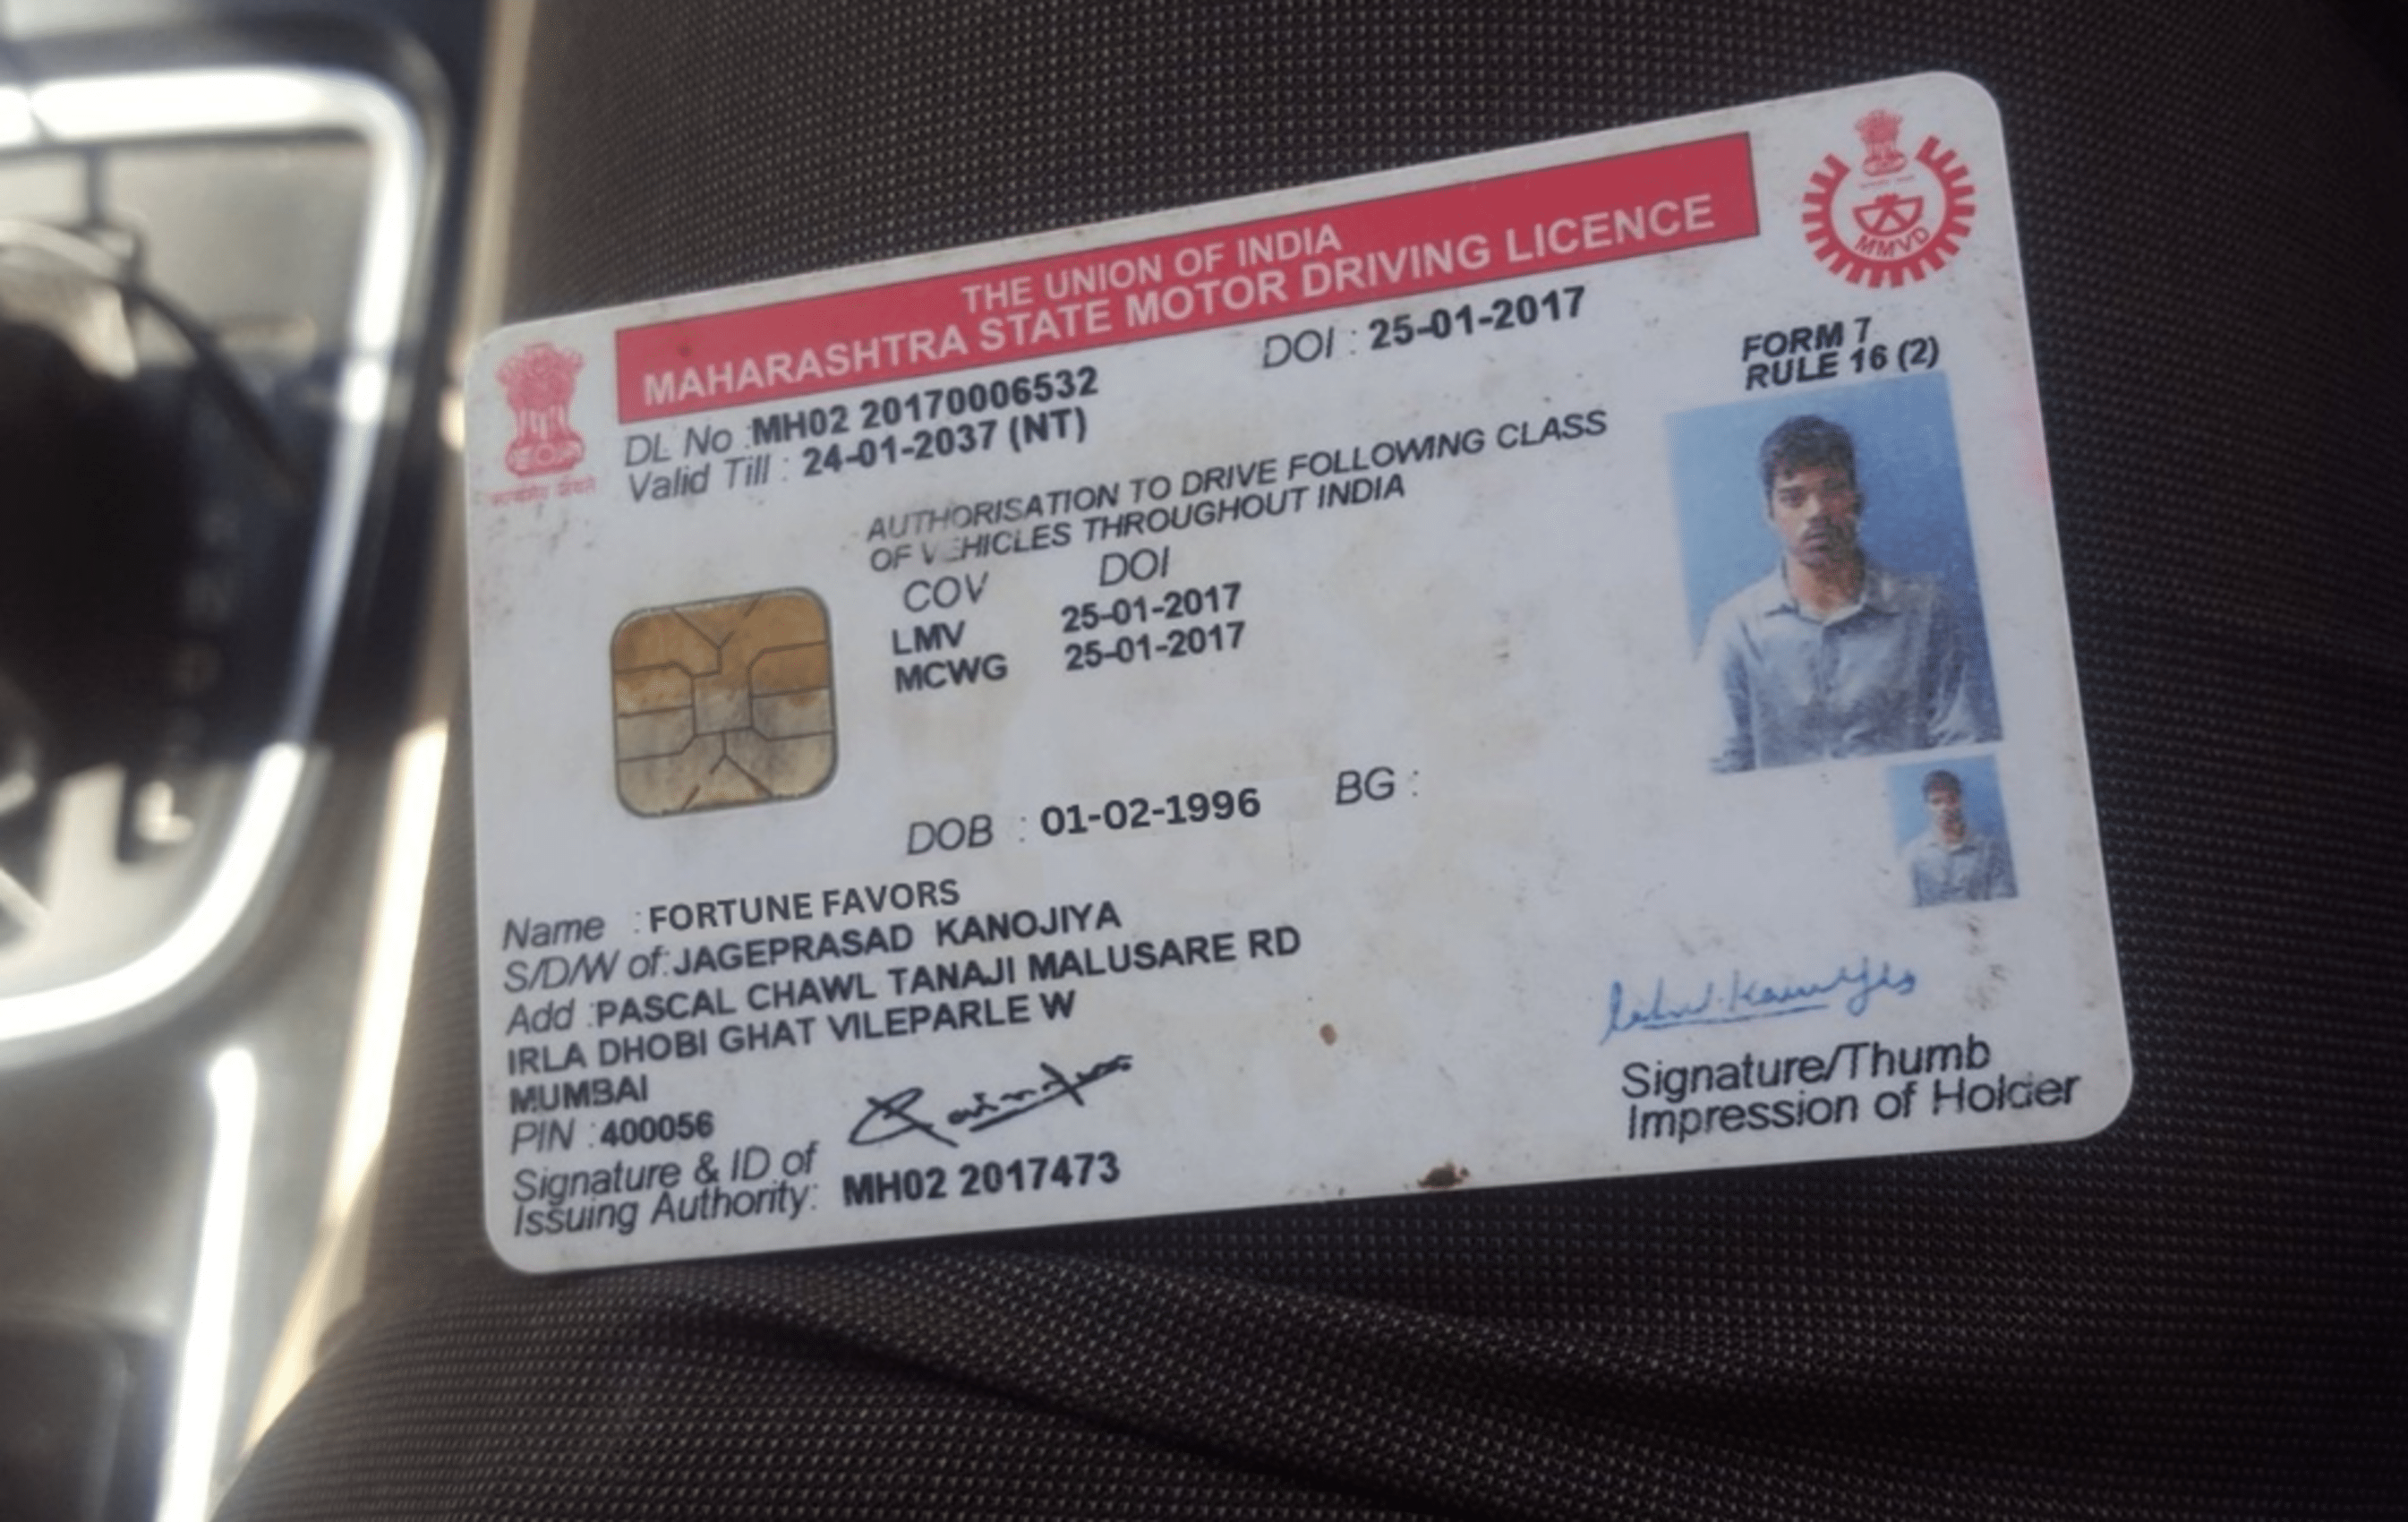 THE UNION OF INDIA
MAHARASHTRA STATE MOTOR DRIVING LICENCE
MMVD
DL No : MH02 20170006532 DOI : 25-01-2017
Valid Till : 24-01-2037 (NT)
FORM 7
RULE 16 (2)
AUTHORISATION TO DRIVE FOLLOWING CLASS
OF VEHICLES THROUGHOUT INDIA
COV DOI
LMV 25-01-2017
MCWG 25-01-2017
DOB : 01-02-1996 BG :
Name : FORTUNE FAVORS
S/D/W of: JAGEPRASAD KANOJIYA
Add : PASCAL CHAWL TANAJI MALUSARE RD
IRLA DHOBI GHAT VILEPARLE W
MUMBAI
PIN : 400056
Signature & ID of
Issuing Authority: MH02 2017473
Signature/Thumb
Impression of Holder